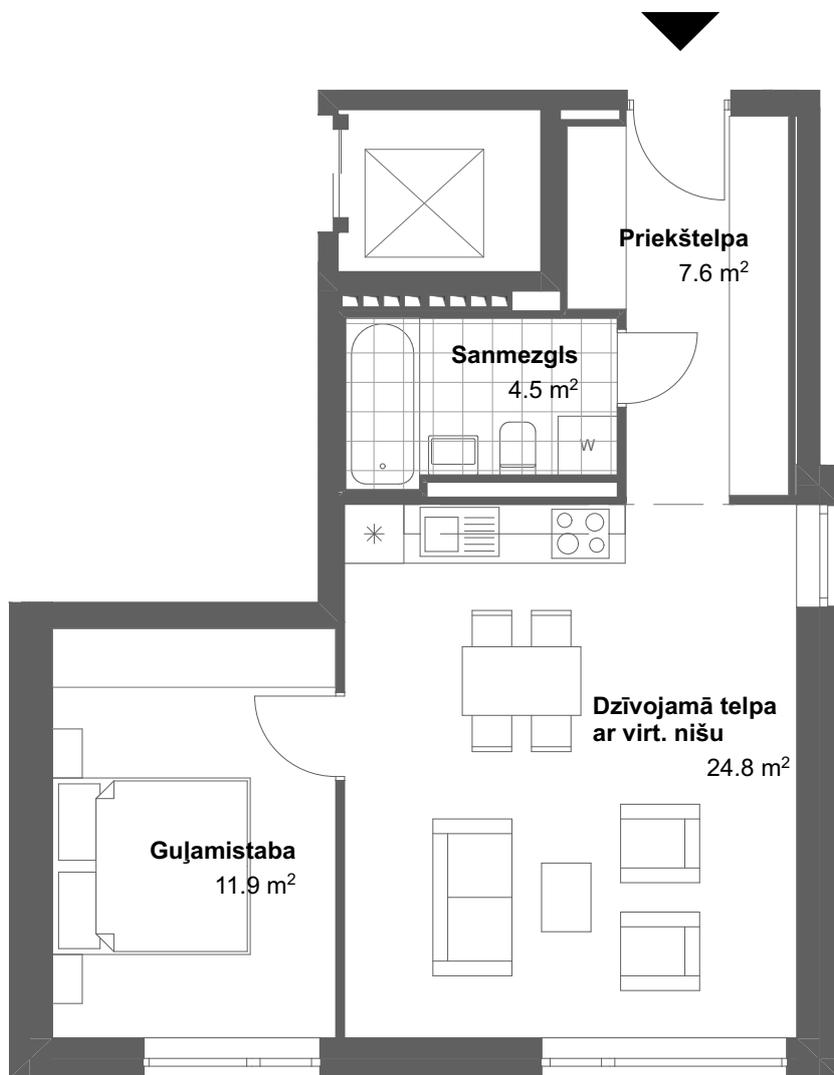 Priekštelpa
7.6 m²
Sanmezgls
4.5 m²
W
Dzīvojamā telpa
ar virt. nišu
24.8 m²
Guļamistaba
11.9 m²